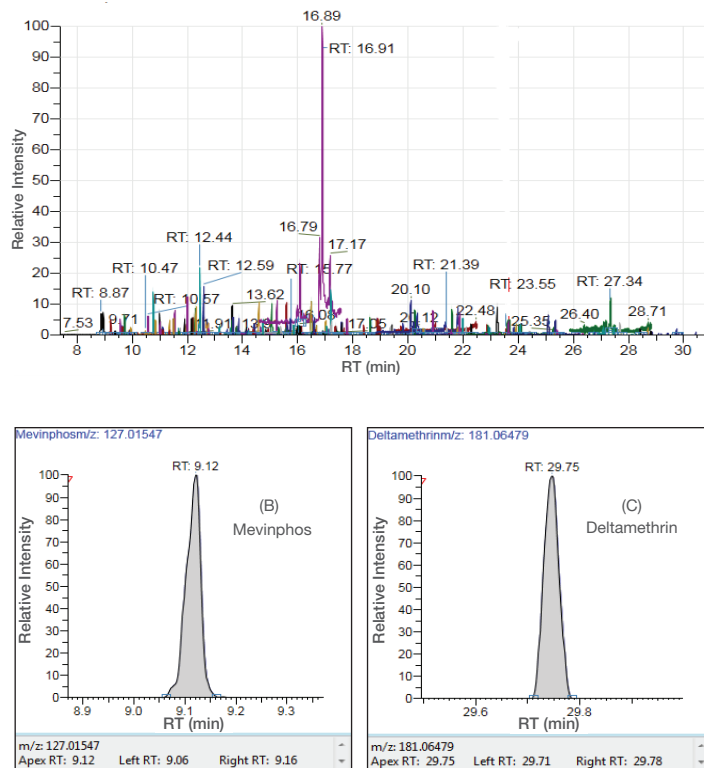 16.89
RT: 16.91
16.79
17.17
RT: 12.44
RT: 12.59
RT: 15.77
RT: 10.47
RT: 21.39
RT: 23.55
RT: 27.34
RT: 8.87
RT: 10.57
13.62
20.10
7.53
9.71
22.48
25.35
26.40
28.71
Relative Intensity
100
90
80
70
60
50
40
30
20
10
0
8 10 12 14 16 18 20 22 24 26 28 30
RT (min)
Mevinphosm/z: 127.01547
RT: 9.12
(B)
Mevinphos
Relative Intensity
100
90
80
70
60
50
40
30
20
10
0
8.9 9.0 9.1 9.2 9.3
RT (min)
m/z: 127.01547
Apex RT: 9.12 Left RT: 9.06 Right RT: 9.16
Deltamethrinm/z: 181.06479
RT: 29.75
(C)
Deltamethrin
Relative Intensity
100
90
80
70
60
50
40
30
20
10
0
29.6 29.8
RT (min)
m/z: 181.06479
Apex RT: 29.75 Left RT: 29.71 Right RT: 29.78